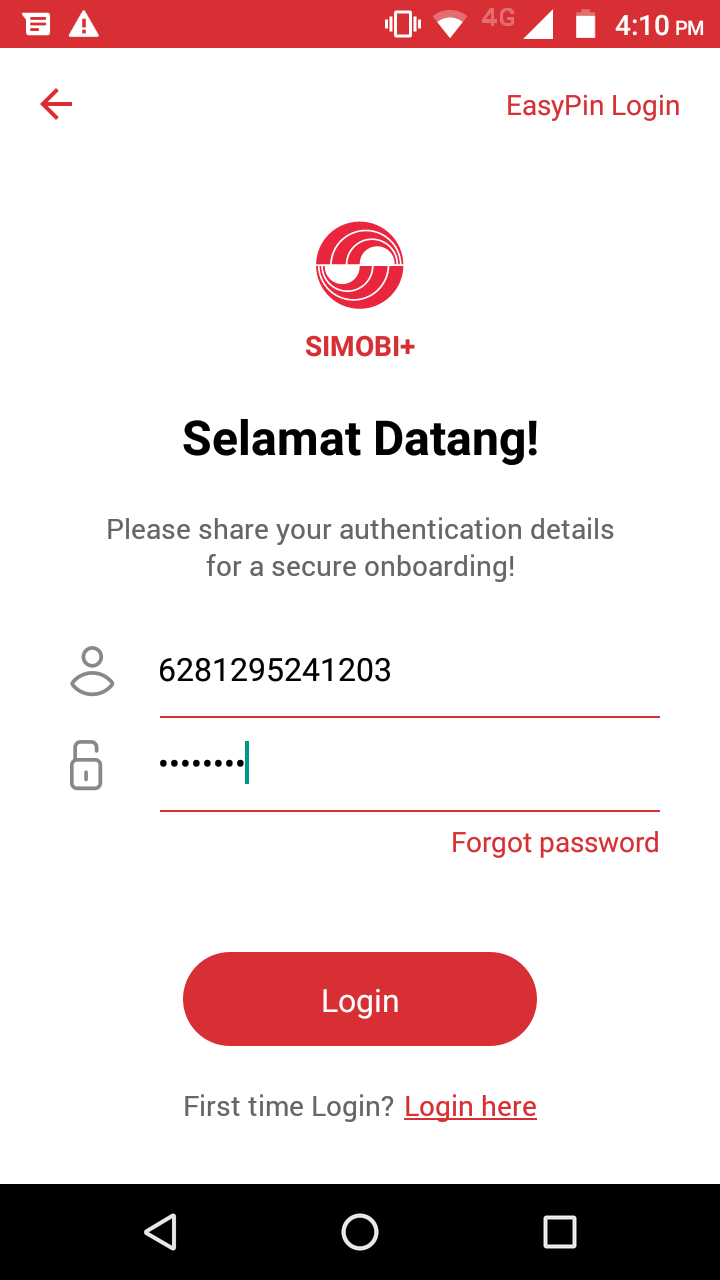 4G 4:10 PM
EasyPin Login
SIMOBI+
Selamat Datang!
Please share your authentication details
for a secure onboarding!
6281295241203
••••••••
Forgot password
Login
First time Login? Login here